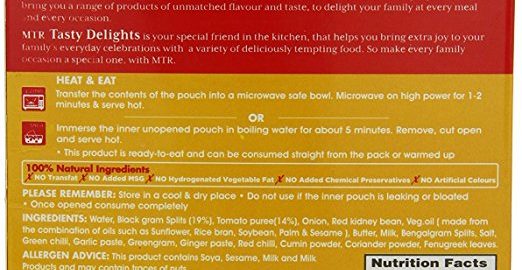 bring you a range of products of unmatched flavour and taste, to delight your family at every meal
and every occasion.
MTR Tasty Delights is your special friend in the kitchen, that helps you bring extra joy to your
family's everyday celebrations with a variety of deliciously tempting food. So make every family
occasion a special one, with MTR.
HEAT & EAT
Transfer the contents of the pouch into a microwave safe bowl. Microwave on high power for 1-2
minutes & serve hot.
OR
Immerse the inner unopened pouch in boiling water for about 5 minutes. Remove, cut open
and serve hot.
• This product is ready-to-eat and can be consumed straight from the pack or warmed up
100% Natural Ingredients
✗NO Transfat ✗NO Added MSG ✗NO Hydrogenated Vegetable Fat ✗NO Added Chemical Preservatives ✗NO Artificial Colours
PLEASE REMEMBER: Store in a cool & dry place • Do not use if the inner pouch is leaking or bloated
• Once opened consume completely
INGREDIENTS: Water, Black gram Splits (19%), Tomato puree(14%), Onion, Red kidney bean, Veg.oil ( made from
the combination of oils such as Sunflower, Rice bran, Soybean, Palm & Sesame ), Butter, Milk, Bengalgram Bloats, Salt,
Green chilli, Garlic paste, Greengram, Ginger paste, Red chilli, Cumin powder, Coriander powder, Fenugreek leaves.
ALLERGEN ADVICE: This product contains Soya, Sesame, Milk and Milk
Products and may contain traces of nuts
Nutrition Facts